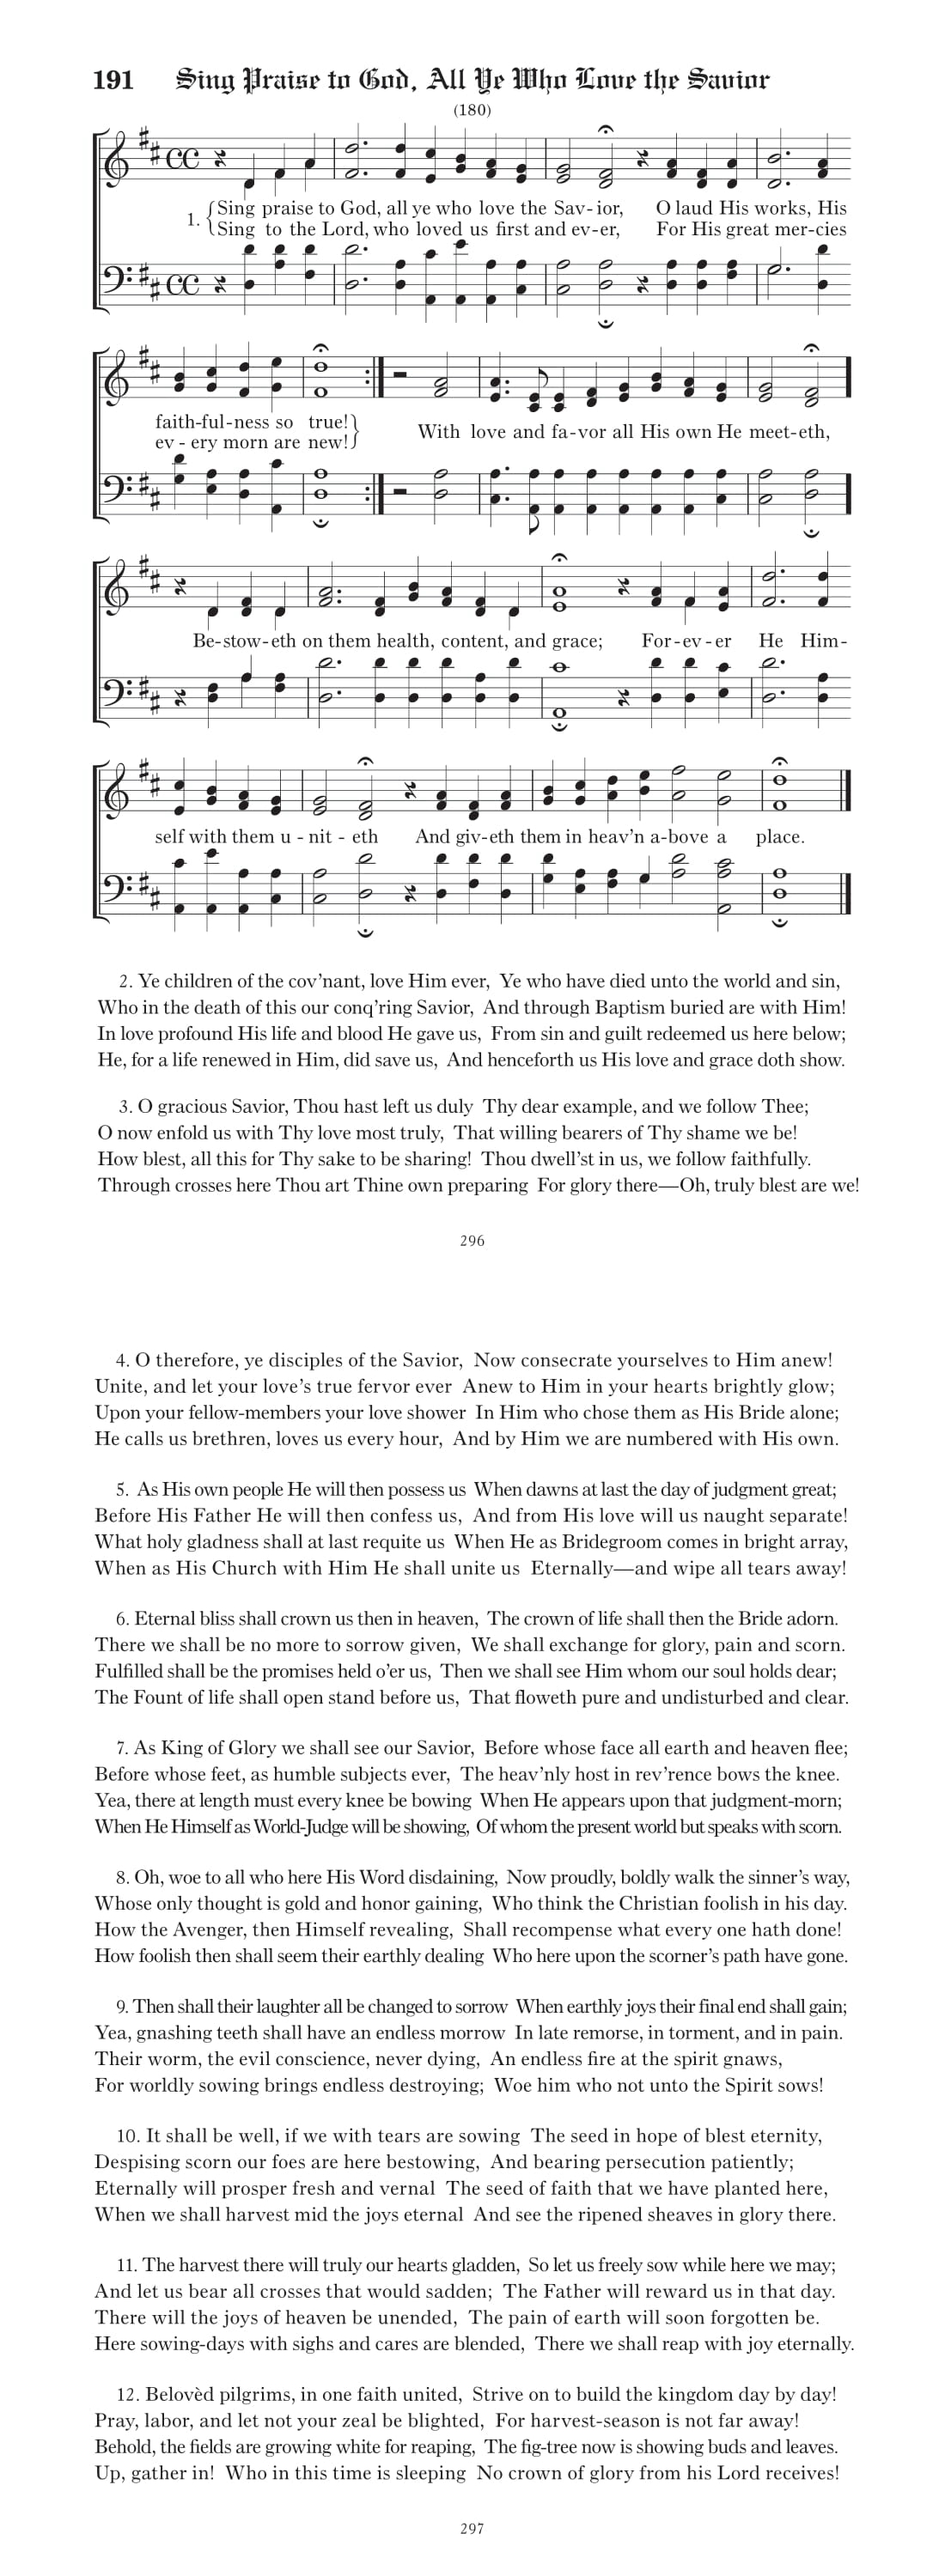 191 Sing Praise to God, All Ye Who Love the Savior
(180)
1. {Sing praise to God, all ye who love the Sav-ior, O laud His works, His
{Sing to the Lord, who loved us first and ev-er, For His great mer-cies
faith-ful-ness so true!}
ev-ery morn are new!} With love and fa-vor all His own He meet-eth,
Be-stow-eth on them health, content, and grace; For-ev-er He Him-
self with them u-nit-eth And giv-eth them in heav'n a-bove a place.
2. Ye children of the cov'nant, love Him ever, Ye who have died unto the world and sin,
Who in the death of this our conq'ring Savior, And through Baptism buried are with Him!
In love profound His life and blood He gave us, From sin and guilt redeemed us here below;
He, for a life renewed in Him, did save us, And henceforth us His love and grace doth show.
3. O gracious Savior, Thou hast left us duly Thy dear example, and we follow Thee;
O now enfold us with Thy love most truly, That willing bearers of Thy shame we be!
How blest, all this for Thy sake to be sharing! Thou dwell'st in us, we follow faithfully.
Through crosses here Thou art Thine own preparing For glory there—Oh, truly blest are we!
296
4. O therefore, ye disciples of the Savior, Now consecrate yourselves to Him anew!
Unite, and let your love's true fervor ever Anew to Him in your hearts brightly glow;
Upon your fellow-members your love shower In Him who chose them as His Bride alone;
He calls us brethren, loves us every hour, And by Him we are numbered with His own.
5. As His own people He will then possess us When dawns at last the day of judgment great;
Before His Father He will then confess us, And from His love will us naught separate!
What holy gladness shall at last requite us When He as Bridegroom comes in bright array,
When as His Church with Him He shall unite us Eternally—and wipe all tears away!
6. Eternal bliss shall crown us then in heaven, The crown of life shall then the Bride adorn.
There we shall be no more to sorrow given, We shall exchange for glory, pain and scorn.
Fulfilled shall be the promises held o'er us, Then we shall see Him whom our soul holds dear;
The Fount of life shall open stand before us, That floweth pure and undisturbed and clear.
7. As King of Glory we shall see our Savior, Before whose face all earth and heaven flee;
Before whose feet, as humble subjects ever, The heav'nly host in rev'rence bows the knee.
Yea, there at length must every knee be bowing When He appears upon that judgment-morn;
When He Himself as World-Judge will be showing, Of whom the present world but speaks with scorn.
8. Oh, woe to all who here His Word disdaining, Now proudly, boldly walk the sinner's way,
Whose only thought is gold and honor gaining, Who think the Christian foolish in his day.
How the Avenger, then Himself revealing, Shall recompense what every one hath done!
How foolish then shall seem their earthly dealing Who here upon the scorner's path have gone.
9. Then shall their laughter all be changed to sorrow When earthly joys their final end shall gain;
Yea, gnashing teeth shall have an endless morrow In late remorse, in torment, and in pain.
Their worm, the evil conscience, never dying, An endless fire at the spirit gnaws,
For worldly sowing brings endless destroying; Woe him who not unto the Spirit sows!
10. It shall be well, if we with tears are sowing The seed in hope of blest eternity,
Despising scorn our foes are here bestowing, And bearing persecution patiently;
Eternally will prosper fresh and vernal The seed of faith that we have planted here,
When we shall harvest mid the joys eternal And see the ripened sheaves in glory there.
11. The harvest there will truly our hearts gladden, So let us freely sow while here we may;
And let us bear all crosses that would sadden; The Father will reward us in that day.
There will the joys of heaven be unended, The pain of earth will soon forgotten be.
Here sowing-days with sighs and cares are blended, There we shall reap with joy eternally.
12. Belovèd pilgrims, in one faith united, Strive on to build the kingdom day by day!
Pray, labor, and let not your zeal be blighted, For harvest-season is not far away!
Behold, the fields are growing white for reaping, The fig-tree now is showing buds and leaves.
Up, gather in! Who in this time is sleeping No crown of glory from his Lord receives!
297